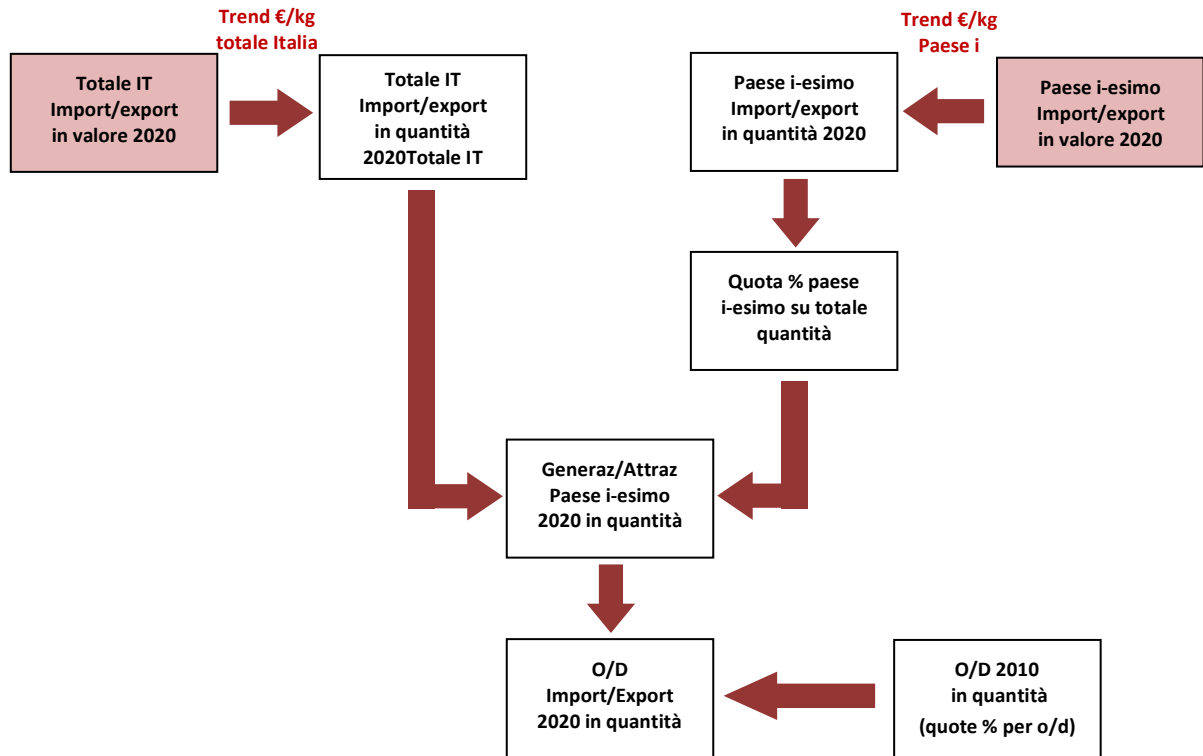 Trend €/kg
totale Italia
Trend €/kg
Paese i
Totale IT
Import/export
in valore 2020
Totale IT
Import/export
in quantità
2020Totale IT
Paese i-esimo
Import/export
in quantità 2020
Paese i-esimo
Import/export
in valore 2020
Quota % paese
i-esimo su totale
quantità
Generaz/Attraz
Paese i-esimo
2020 in quantità
O/D
Import/Export
2020 in quantità
O/D 2010
in quantità
(quote % per o/d)